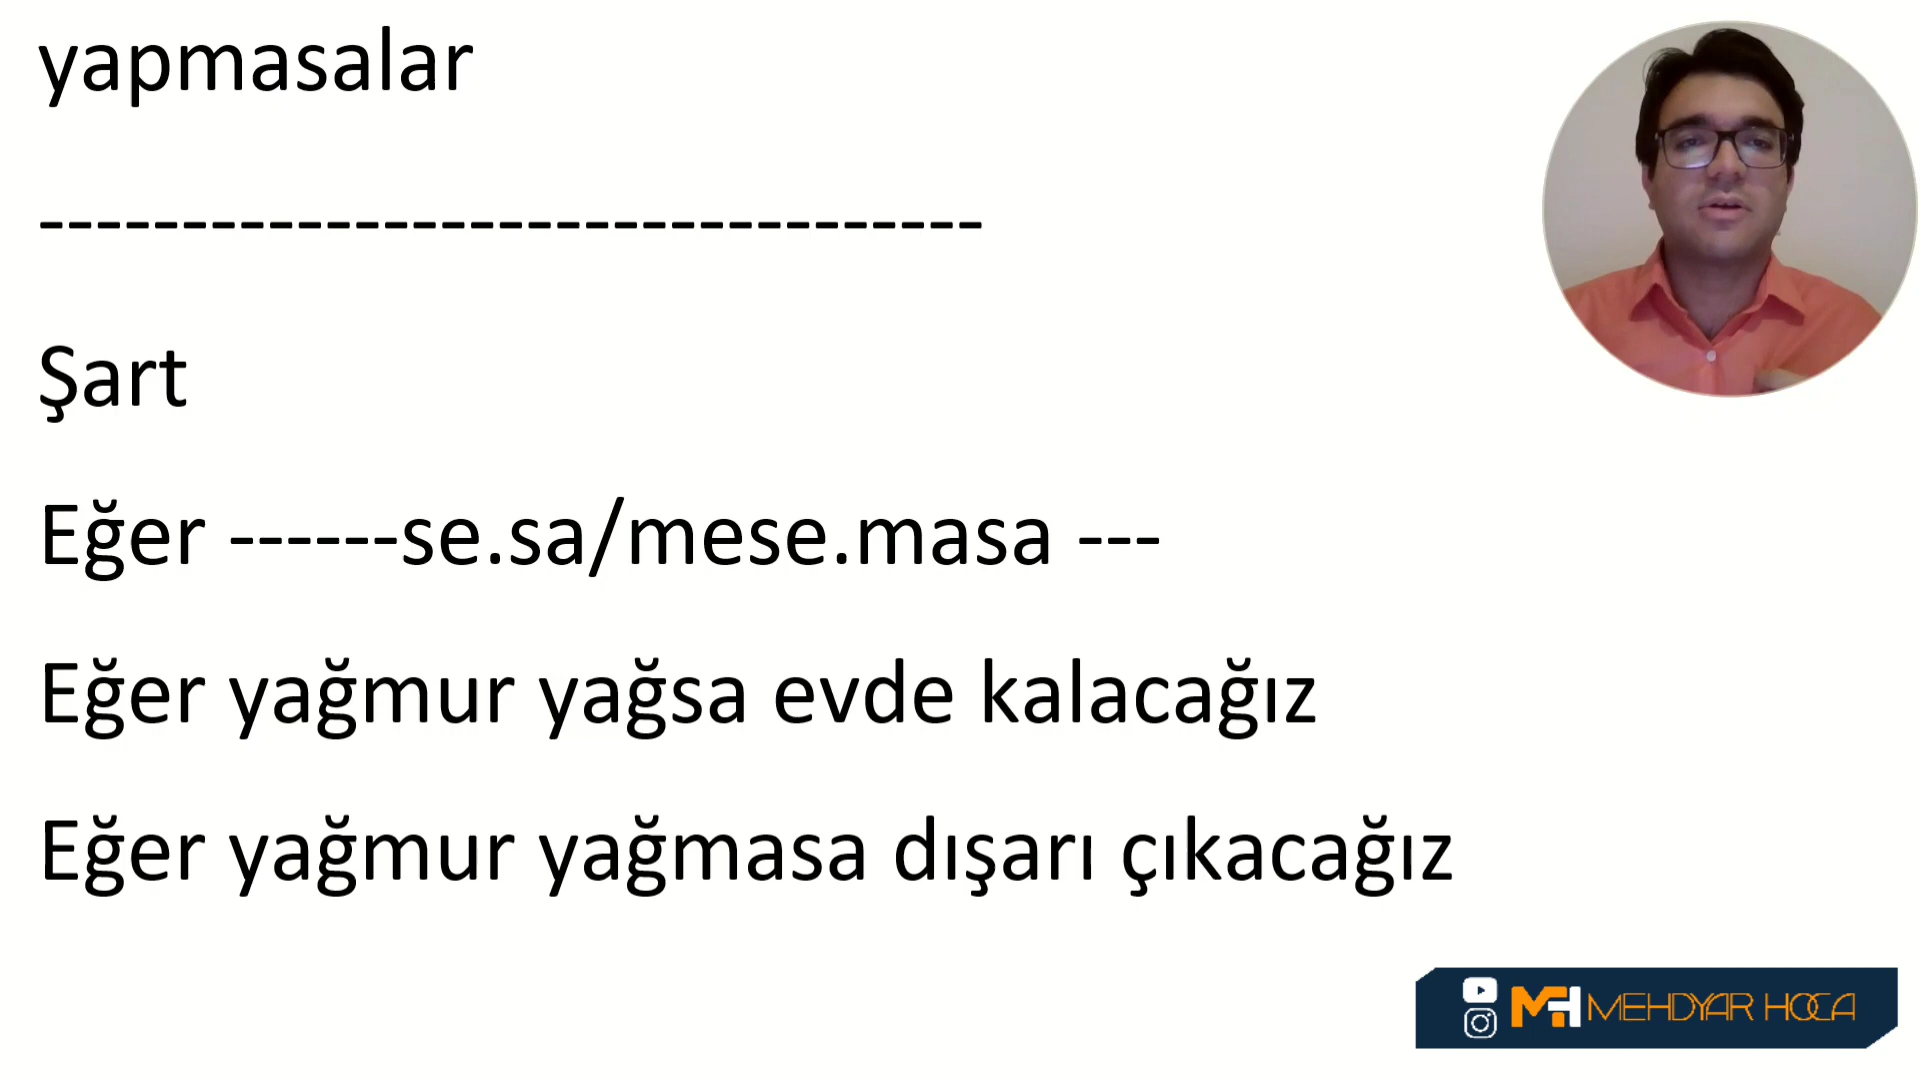 yapmasalar
---------------------------------
Şart
Eğer ------se.sa/mese.masa ---
Eğer yağmur yağsa evde kalacağız
Eğer yağmur yağmasa dışarı çıkacağız
MH MEHDYAR HOCA